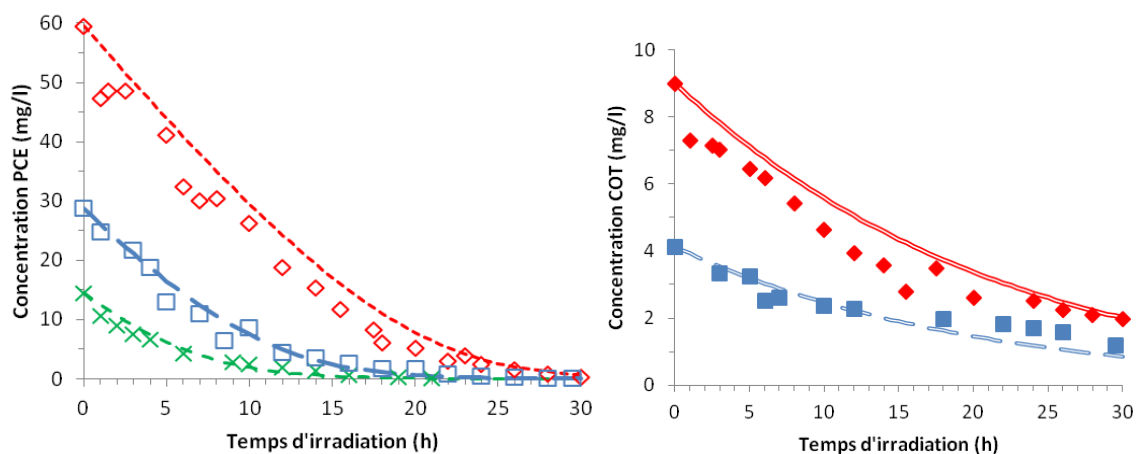 Concentration PCE (mg/l)
60
50
40
30
20
10
0
0 5 10 15 20 25 30
Temps d'irradiation (h)
Concentration COT (mg/l)
10
8
6
4
2
0
0 5 10 15 20 25 30
Temps d'irradiation (h)